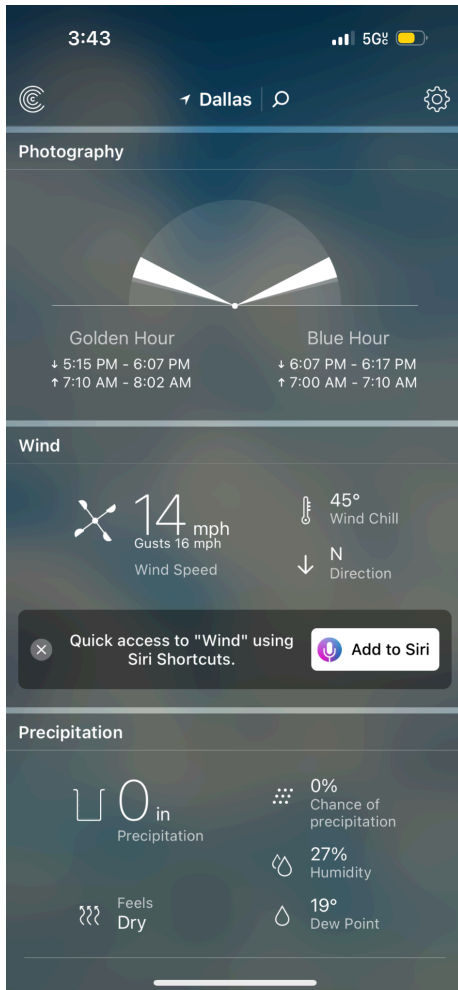 3:43
5GUC
Dallas
Photography
Golden Hour
↓ 5:15 PM - 6:07 PM
↑ 7:10 AM - 8:02 AM
Blue Hour
↓ 6:07 PM - 6:17 PM
↑ 7:00 AM - 7:10 AM
Wind
14 mph
Gusts 16 mph
Wind Speed
45°
Wind Chill
N
Direction
Quick access to "Wind" using
Siri Shortcuts.
Add to Siri
Precipitation
0 in
Precipitation
0%
Chance of
precipitation
27%
Humidity
Feels
Dry
19°
Dew Point